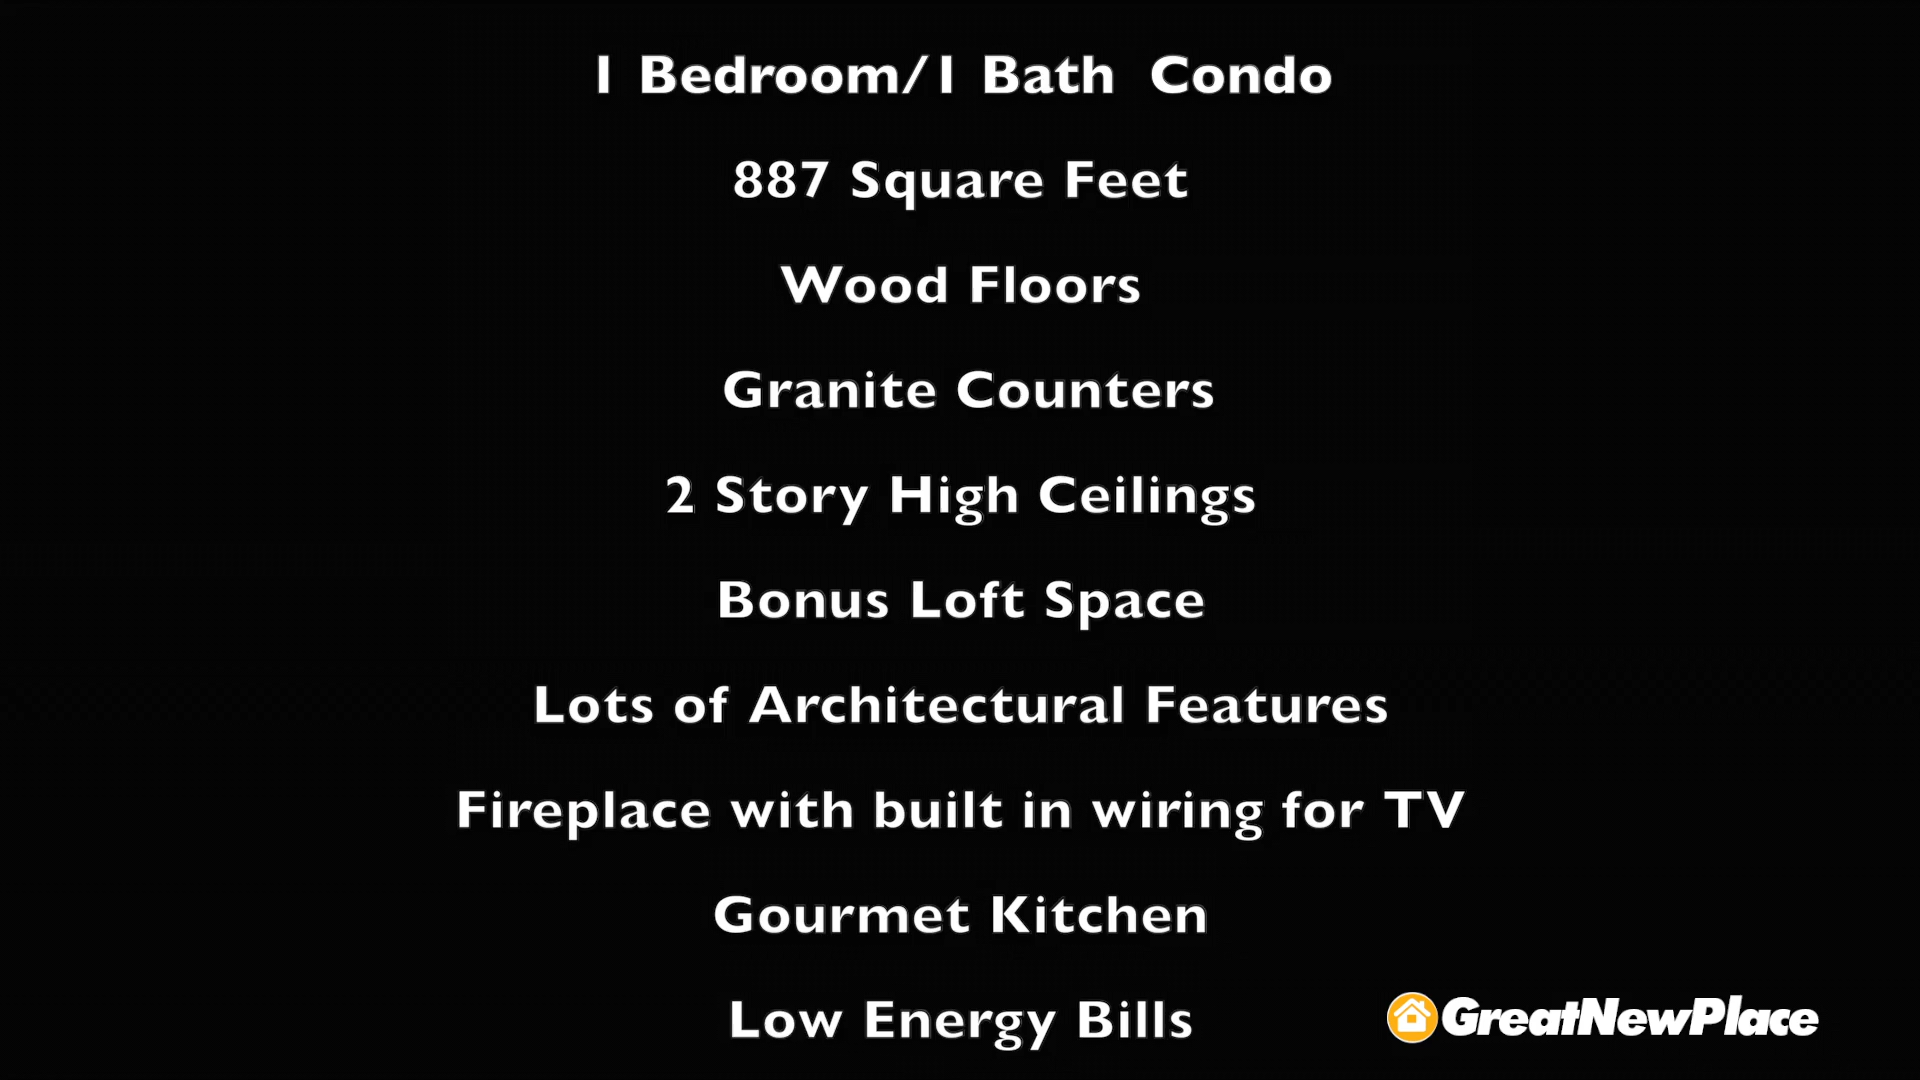 1 Bedroom/1 Bath Condo
887 Square Feet
Wood Floors
Granite Counters
2 Story High Ceilings
Bonus Loft Space
Lots of Architectural Features
Fireplace with built in wiring for TV
Gourmet Kitchen
Low Energy Bills
GreatNewPlace